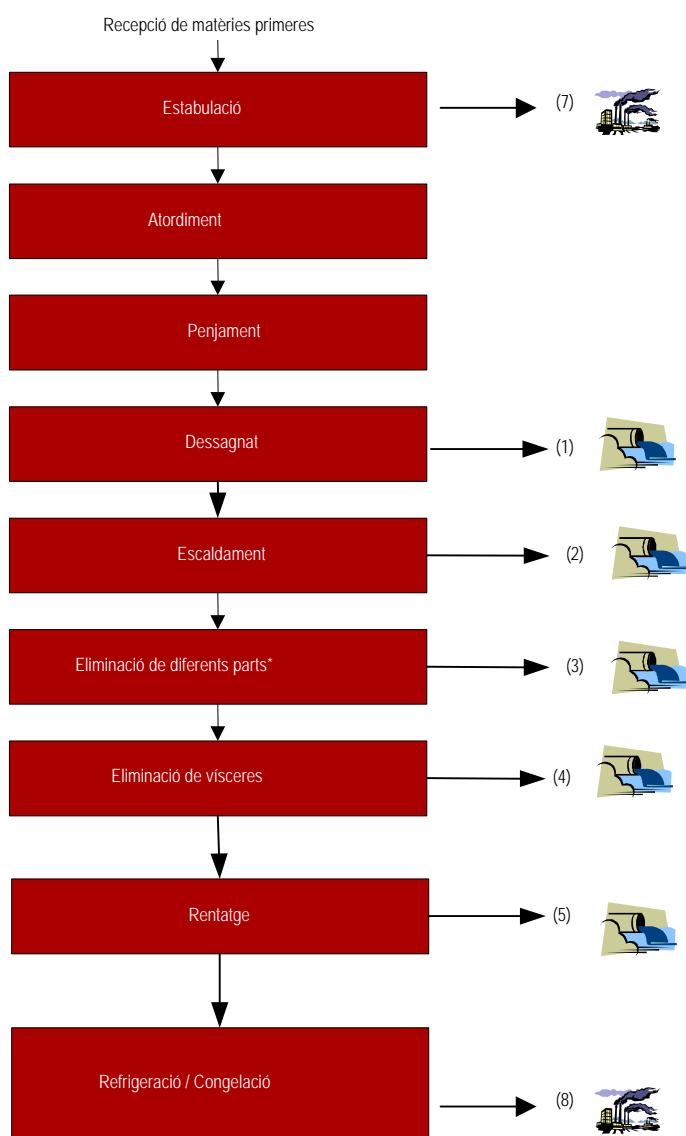 Recepció de matèries primeres
Estabulació
(7)
Atordiment
Penjament
Dessagnat
(1)
Escaldament
(2)
Eliminació de diferents parts*
(3)
Eliminació de vísceres
(4)
Rentatge
(5)
Refrigeració / Congelació
(8)